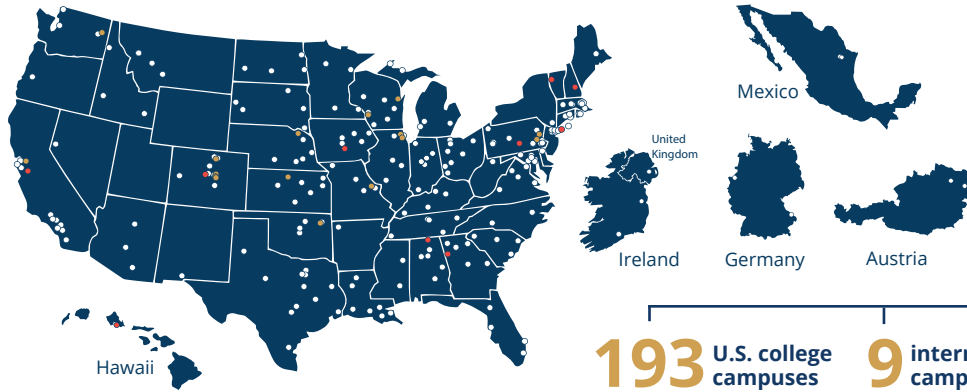 United
Kingdom
Mexico
Ireland
Germany
Austria
Hawaii
193 U.S. college
campuses
9